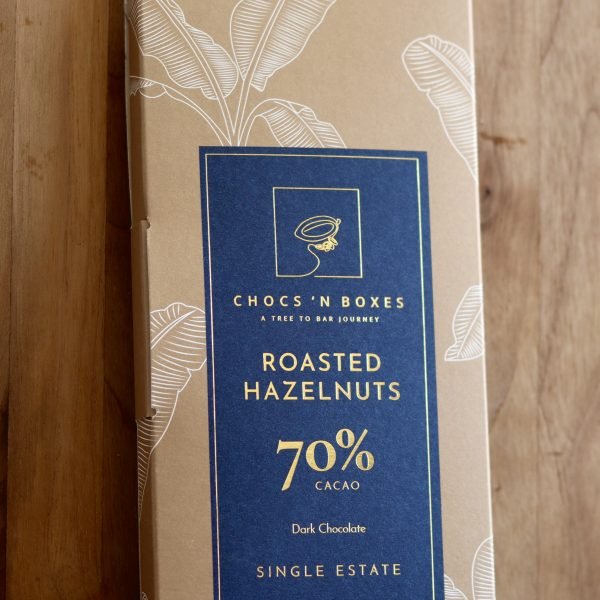 CHOCS 'N BOXES
A TREE TO BAR JOURNEY
ROASTED
HAZELNUTS
70%
CACAO
Dark Chocolate
SINGLE ESTATE